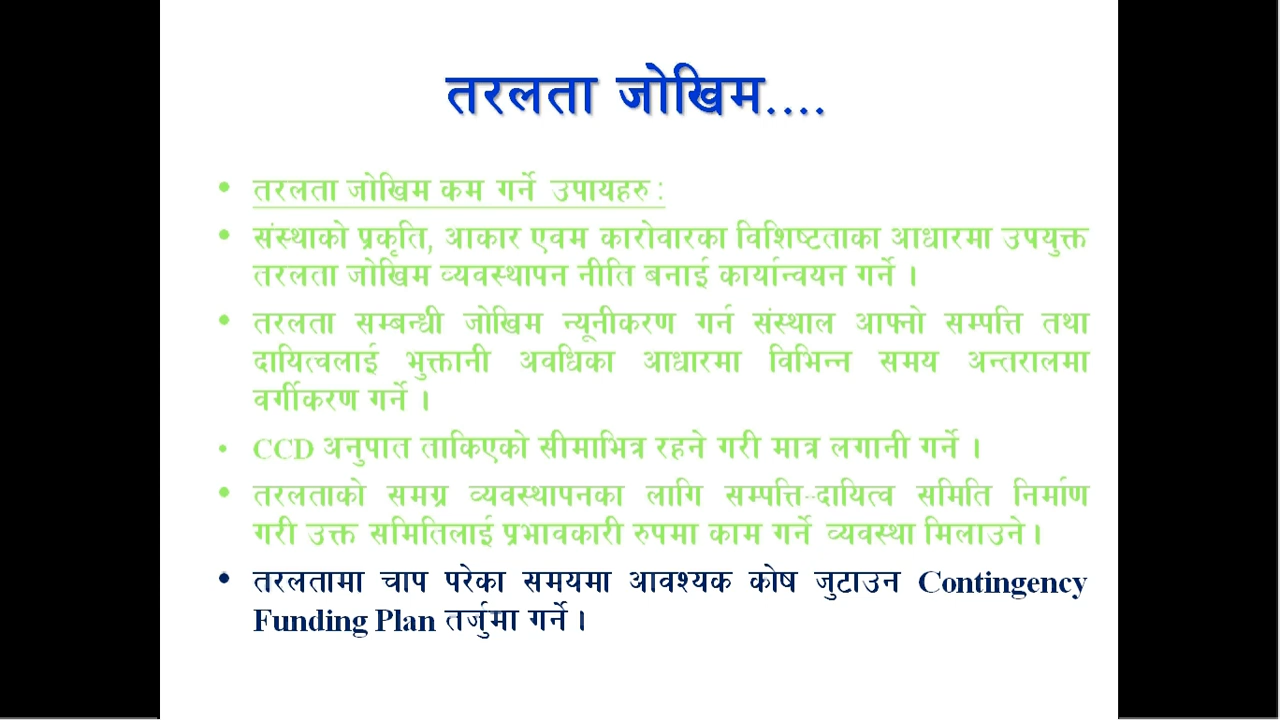 तरलता जोखिम....
• तरलता जोखिम कम गर्ने उपायहरु :
• संस्थाको प्रकृति, आकार एवम कारोवारका विशिष्टताका आधारमा उपयुक्त
तरलता जोखिम व्यवस्थापन नीति बनाई कार्यान्वयन गर्ने ।
• तरलता सम्बन्धी जोखिम न्यूनीकरण गर्न संस्थाल आफ्नो सम्पत्ति तथा
दायित्वलाई भुक्तानी अवधिका आधारमा विभिन्न समय अन्तरालमा
वर्गीकरण गर्ने ।
• CCD अनुपात ताकिएको सीमाभित्र रहने गरी मात्र लगानी गर्ने ।
• तरलताको समग्र व्यवस्थापनका लागि सम्पत्ति-दायित्व समिति निर्माण
गरी उक्त समितिलाई प्रभावकारी रुपमा काम गर्ने व्यवस्था मिलाउने ।
• तरलतामा चाप परेका समयमा आवश्यक कोष जुटाउन Contingency
Funding Plan तर्जुमा गर्ने ।